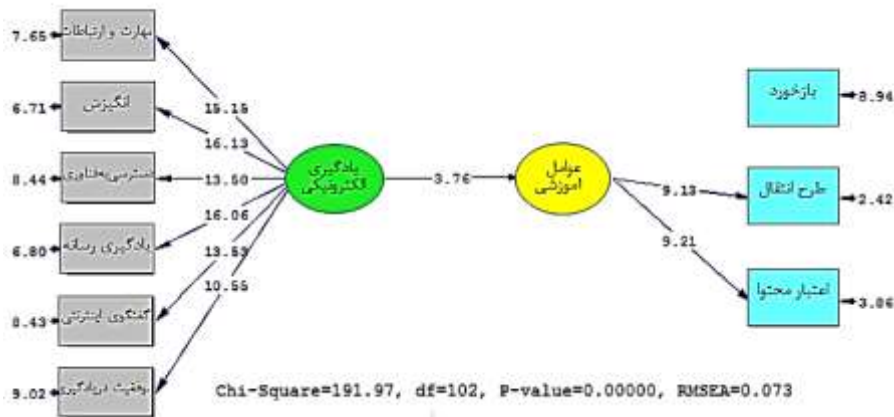 7.65
مهارت و ارتباطات
6.71
انگیزش
8.44
دسترسی به فناوری
6.80
یادگیری رسانه
8.43
گفتگوی اینترنتی
9.02
موفقیت در یادگیری
15.15
16.13
13.50
16.06
13.53
10.55
یادگیری
الکترونیکی
3.76
عوامل
اموزشی
9.13
9.21
بازخورد
8.94
طرح انتقال
2.42
اعتبار محتوا
3.86
Chi-Square=191.97, df=102, P-value=0.00000, RMSEA=0.073